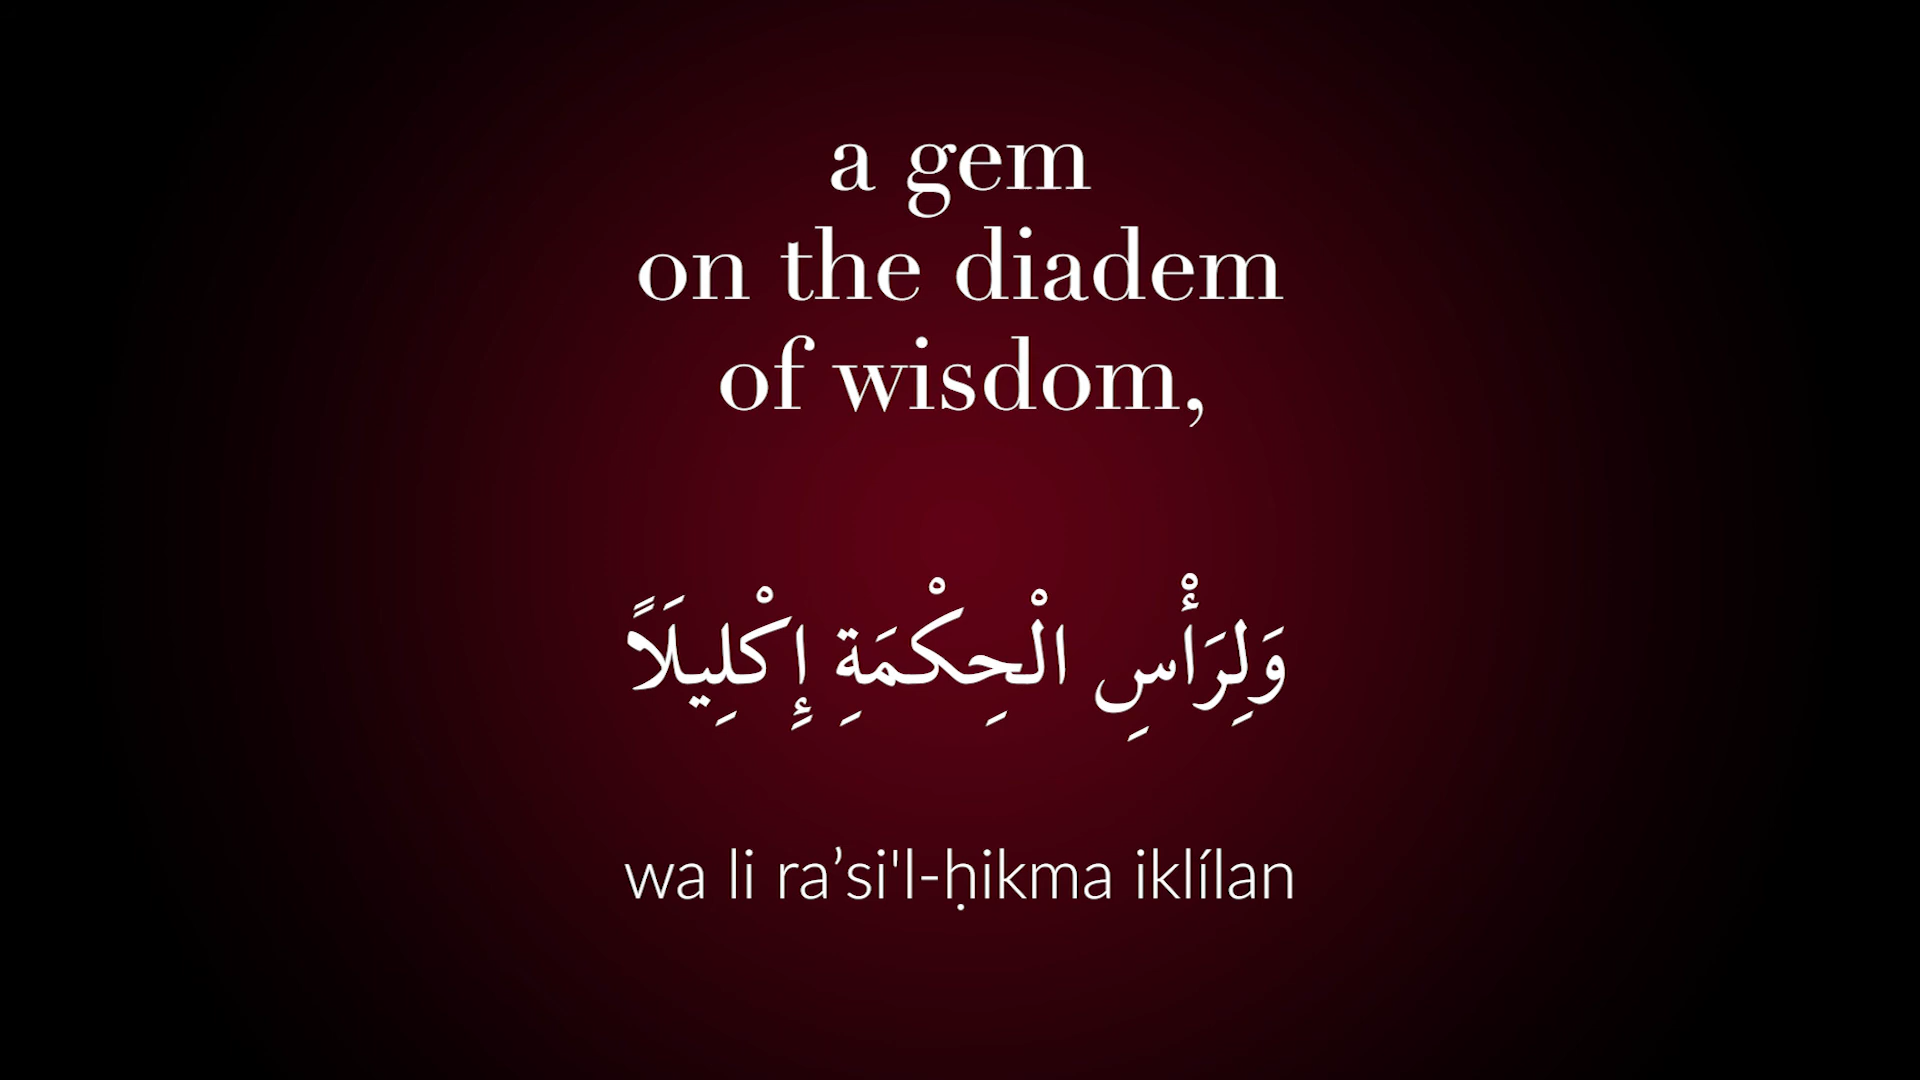 a gem
on the diadem
of wisdom,
وَلِرَأْسِ الْحِكْمَةِ إِكْلِيلَاً
wa li ra’si'l-ḥikma iklílan